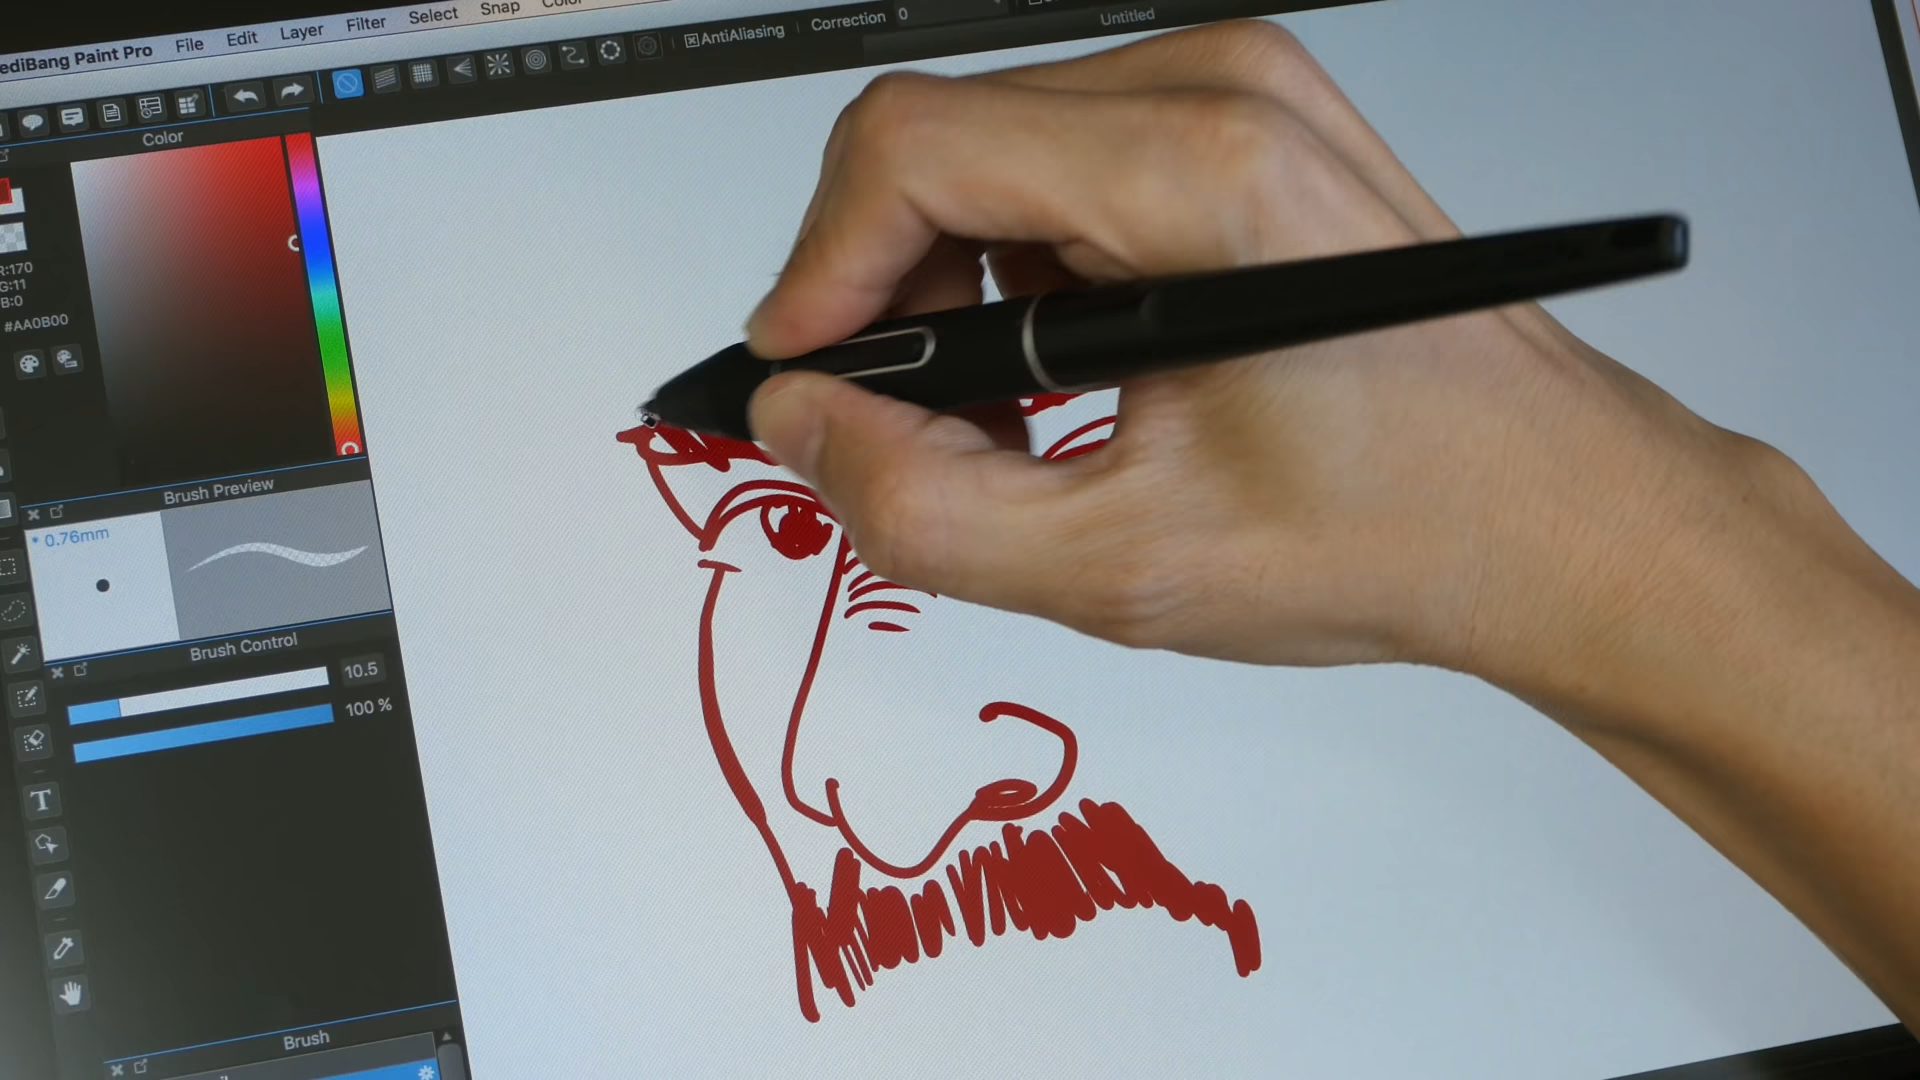 ediBang Paint Pro File Edit Layer Filter Select Snap Color
AntiAliasing Correction 0
Untitled
Color
R:170
G:11
B:0
#AA0B00
Brush Preview
* 0.76mm
Brush Control
10.5
100 %
T
Brush